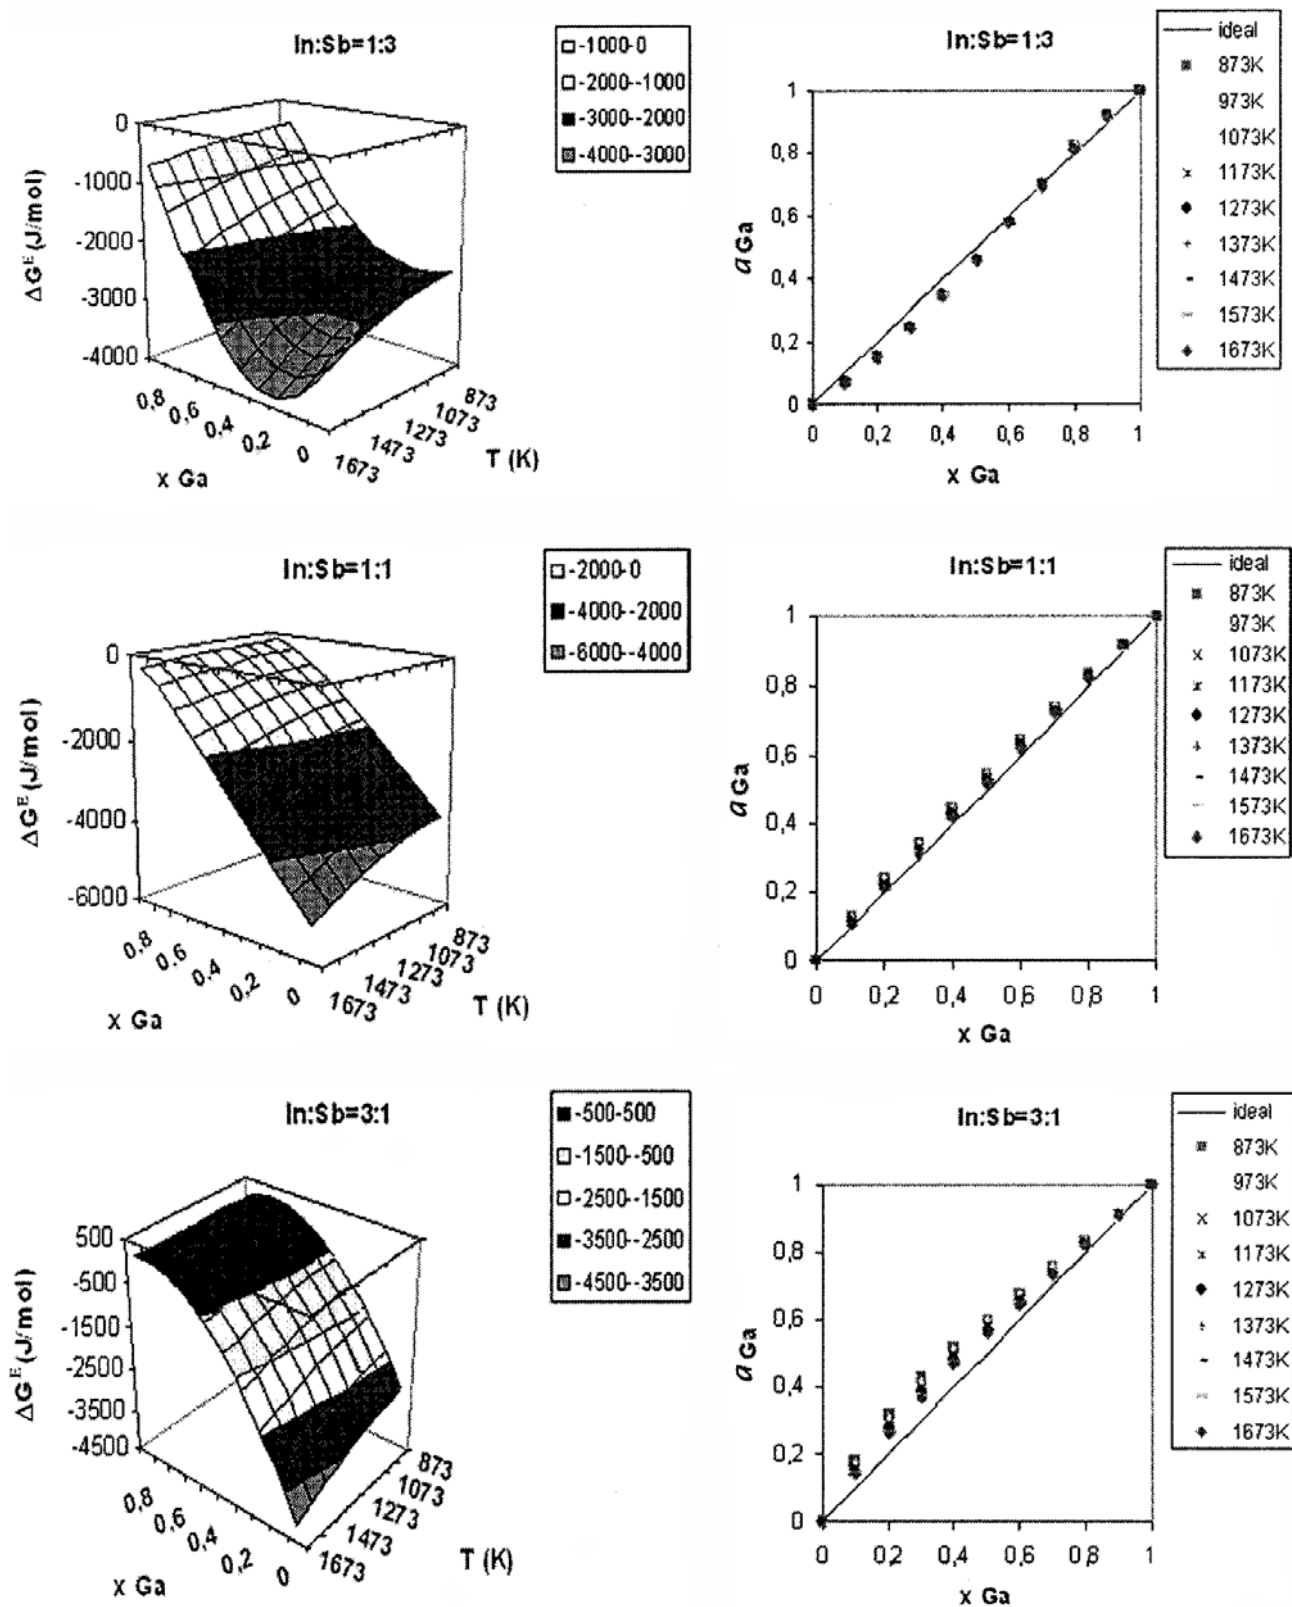 In:Sb=1:3
-1000-0
-2000--1000
-3000--2000
-4000--3000
0
-1000
-2000
-3000
-4000
ΔG^E (J/mol)
0,8
0,6
0,4
0,2
0
x Ga
873
1073
1273
1473
1673
T (K)
In:Sb=1:3
ideal
873K
973K
1073K
1173K
1273K
1373K
1473K
1573K
1673K
1
0,8
0,6
0,4
0,2
0
a Ga
0
0,2
0,4
0,6
0,8
1
x Ga
In:Sb=1:1
-2000-0
-4000--2000
-6000--4000
0
-2000
-4000
-6000
ΔG^E (J/mol)
0,8
0,6
0,4
0,2
0
x Ga
873
1073
1273
1473
1673
T (K)
In:Sb=1:1
ideal
873K
973K
1073K
1173K
1273K
1373K
1473K
1573K
1673K
1
0,8
0,6
0,4
0,2
0
a Ga
0
0,2
0,4
0,6
0,8
1
x Ga
In:Sb=3:1
-500-500
-1500--500
-2500--1500
-3500--2500
-4500--3500
500
-500
-1500
-2500
-3500
-4500
ΔG^E (J/mol)
0,8
0,6
0,4
0,2
0
x Ga
873
1073
1273
1473
1673
T (K)
In:Sb=3:1
ideal
873K
973K
1073K
1173K
1273K
1373K
1473K
1573K
1673K
1
0,8
0,6
0,4
0,2
0
a Ga
0
0,2
0,4
0,6
0,8
1
x Ga